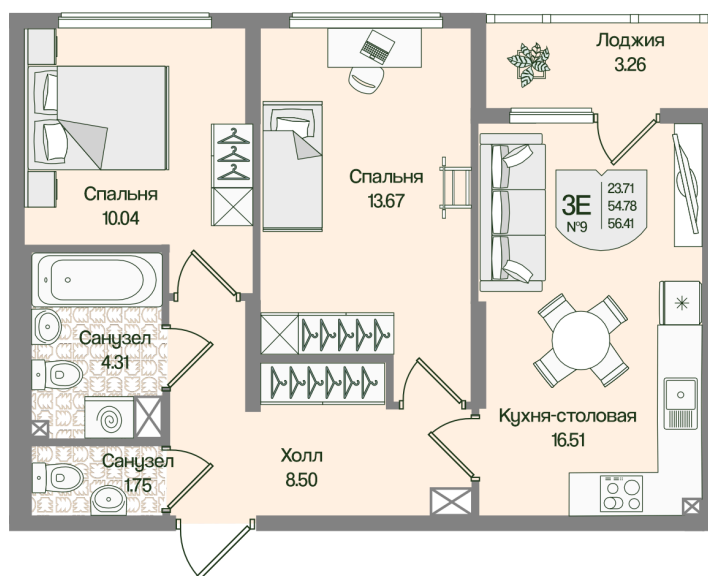 Лоджия
3.26
Спальня
10.04
Спальня
13.67
3Е
№9
23.71
54.78
56.41
Санузел
4.31
Кухня-столовая
16.51
Холл
8.50
Санузел
1.75